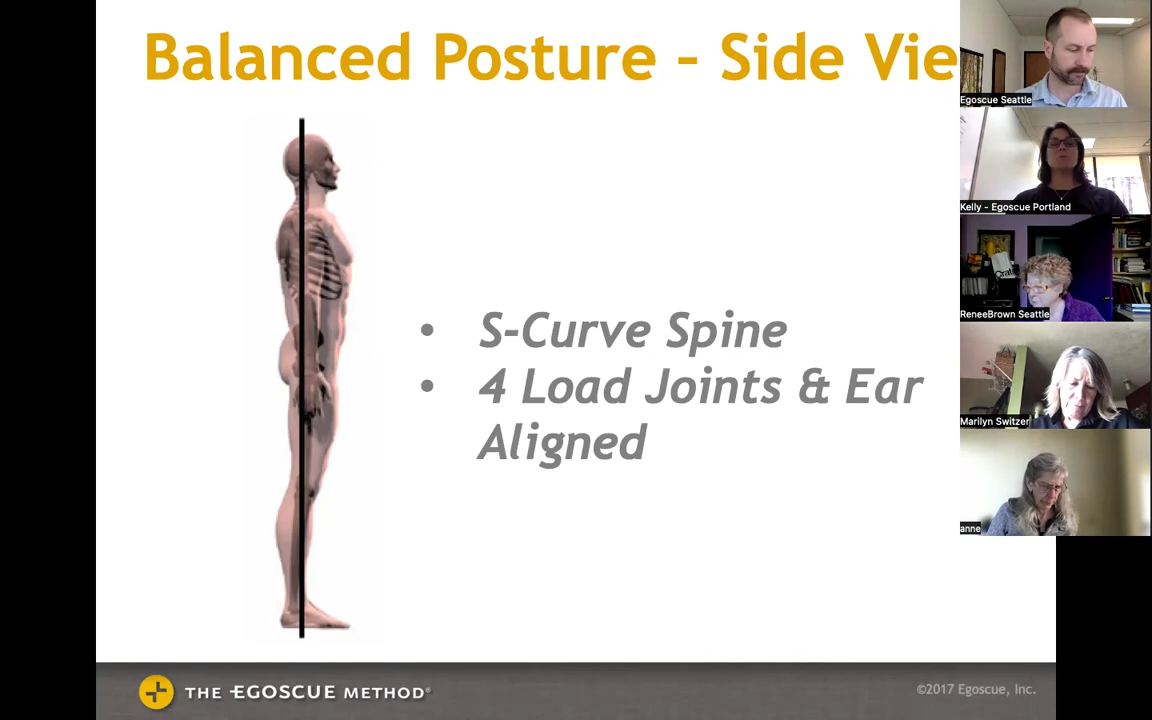 Balanced Posture – Side Vie
Egoscue Seattle
Kelly - Egoscue Portland
ReneeBrown Seattle
Marilyn Switzer
anne
• S-Curve Spine
• 4 Load Joints & Ear
Aligned
THE EGOSCUE METHOD®
©2017 Egoscue, Inc.